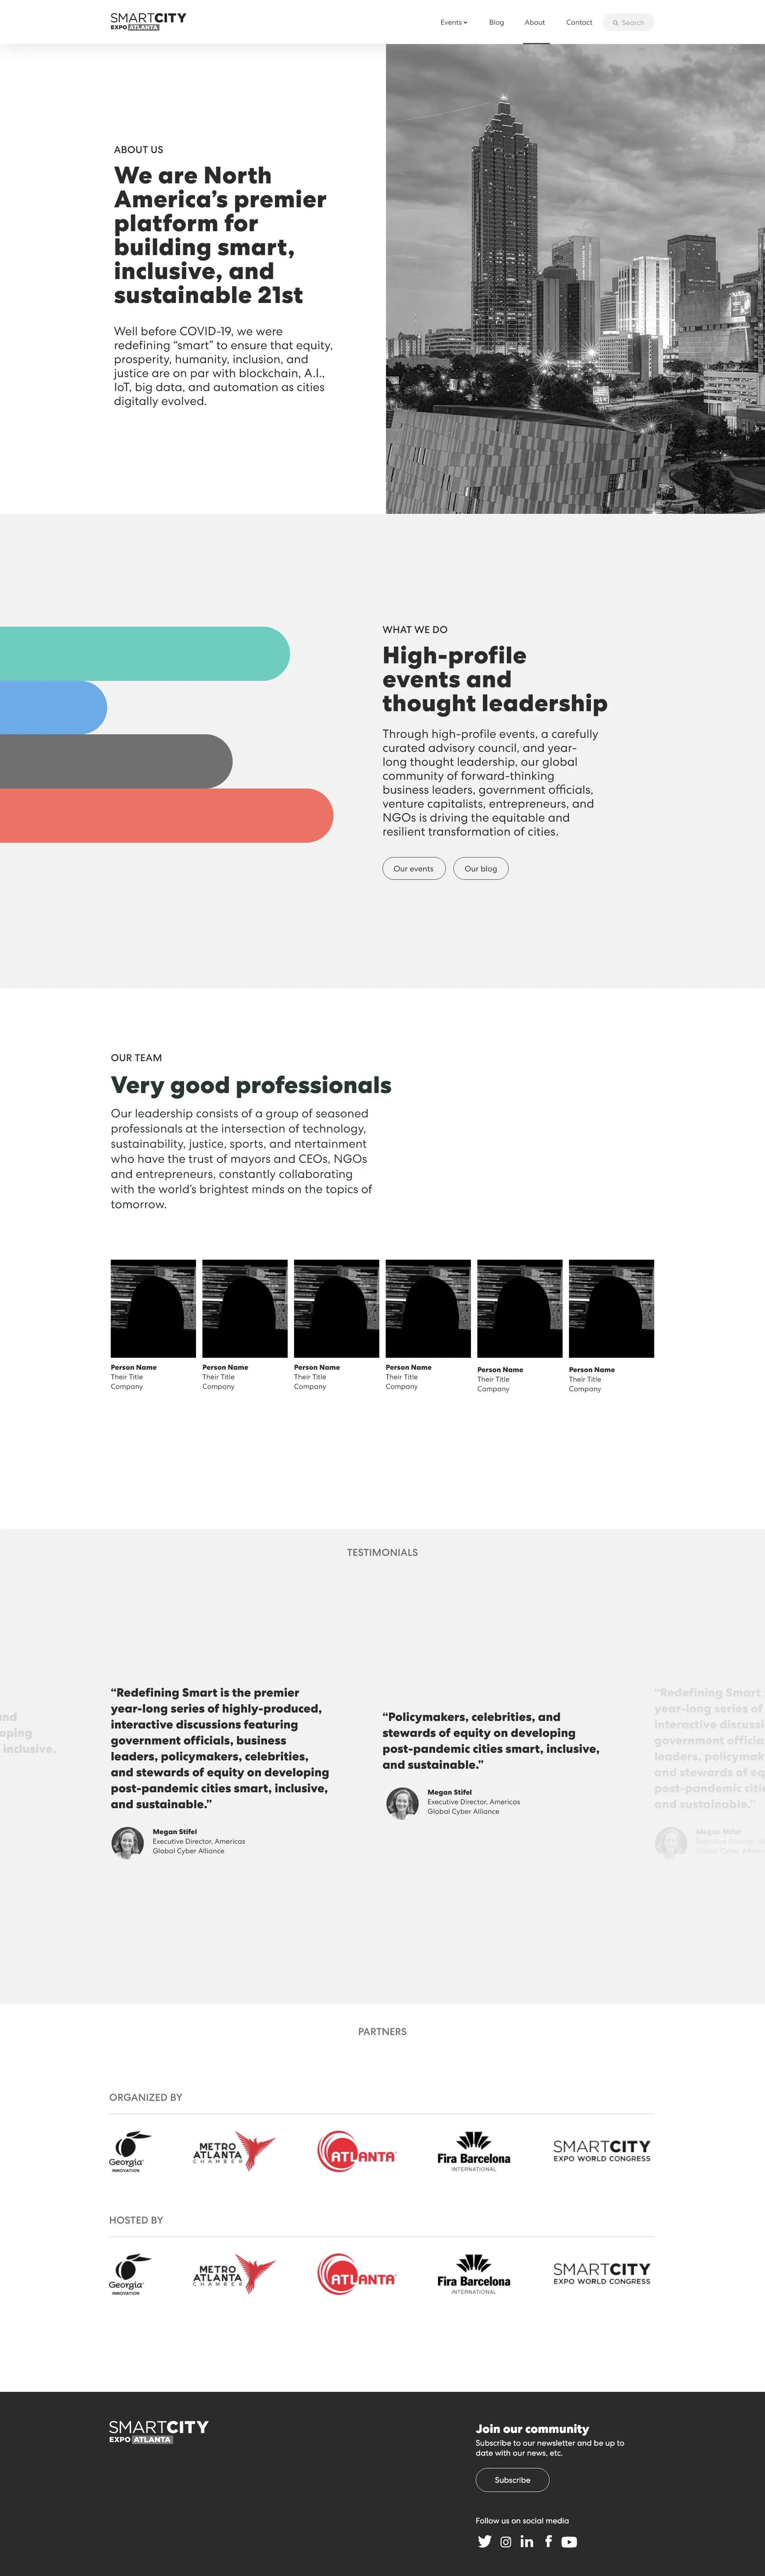 SMARTCITY
EXPO ATLANTA
Events
Blog
About
Contact
Search
ABOUT US
We are North
America’s premier
platform for
building smart,
inclusive, and
sustainable 21st
Well before COVID-19, we were
redefining “smart” to ensure that equity,
prosperity, humanity, inclusion, and
justice are on par with blockchain, A.I.,
IoT, big data, and automation as cities
digitally evolved.
WHAT WE DO
High-profile
events and
thought leadership
Through high-profile events, a carefully
curated advisory council, and year-
long thought leadership, our global
community of forward-thinking
business leaders, government officials,
venture capitalists, entrepreneurs, and
NGOs is driving the equitable and
resilient transformation of cities.
Our events
Our blog
OUR TEAM
Very good professionals
Our leadership consists of a group of seasoned
professionals at the intersection of technology,
sustainability, justice, sports, and ntertainment
who have the trust of mayors and CEOs, NGOs
and entrepreneurs, constantly collaborating
with the world’s brightest minds on the topics of
tomorrow.
Person Name
Their Title
Company
Person Name
Their Title
Company
Person Name
Their Title
Company
Person Name
Their Title
Company
Person Name
Their Title
Company
Person Name
Their Title
Company
TESTIMONIALS
inclusive,
“Redefining Smart is the premier
year-long series of highly-produced,
interactive discussions featuring
government officials, business
leaders, policymakers, celebrities,
and stewards of equity on developing
post-pandemic cities smart, inclusive,
and sustainable.”
Megan Stifel
Executive Director, Americas
Global Cyber Alliance
“Policymakers, celebrities, and
stewards of equity on developing
post-pandemic cities smart, inclusive,
and sustainable.”
Megan Stifel
Executive Director, Americas
Global Cyber Alliance
“Redefining Smart
year-long series of
interactive
leaders,
and stewards of
post-pandemic
and sustainable.”
Megan Stifel
Executive Director,
Global Cyber
PARTNERS
ORGANIZED BY
Georgia
INNOVATION
METRO
ATLANTA
CHAMBER
ATLANTA
Fira Barcelona
INTERNATIONAL
SMARTCITY
EXPO WORLD CONGRESS
HOSTED BY
Georgia
INNOVATION
METRO
ATLANTA
CHAMBER
ATLANTA
Fira Barcelona
INTERNATIONAL
SMARTCITY
EXPO WORLD CONGRESS
SMARTCITY
EXPO ATLANTA
Join our community
Subscribe to our newsletter and be up to
date with our news, etc.
Subscribe
Follow us on social media